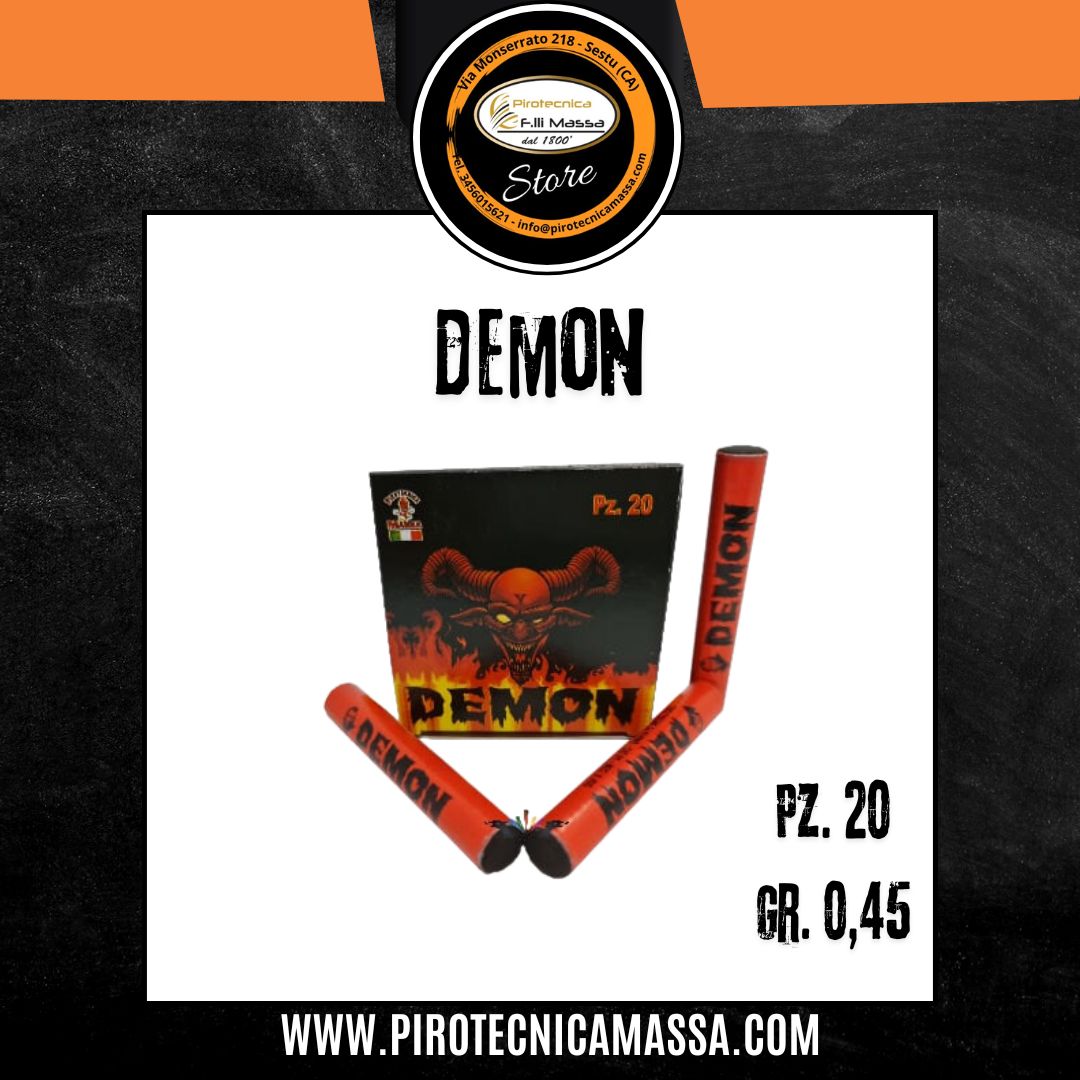 Via Monserrato 218 - Sestu (CA)
Pirotecnica
F.lli Massa
dal 1800'
Store
Tel. 3456015621 - info@pirotecnicamassa.com
DEMON
Pz. 20
DEMON
DEMON
DEMON
DEMON
PZ. 20
GR. 0,45
WWW.PIROTECNICAMASSA.COM